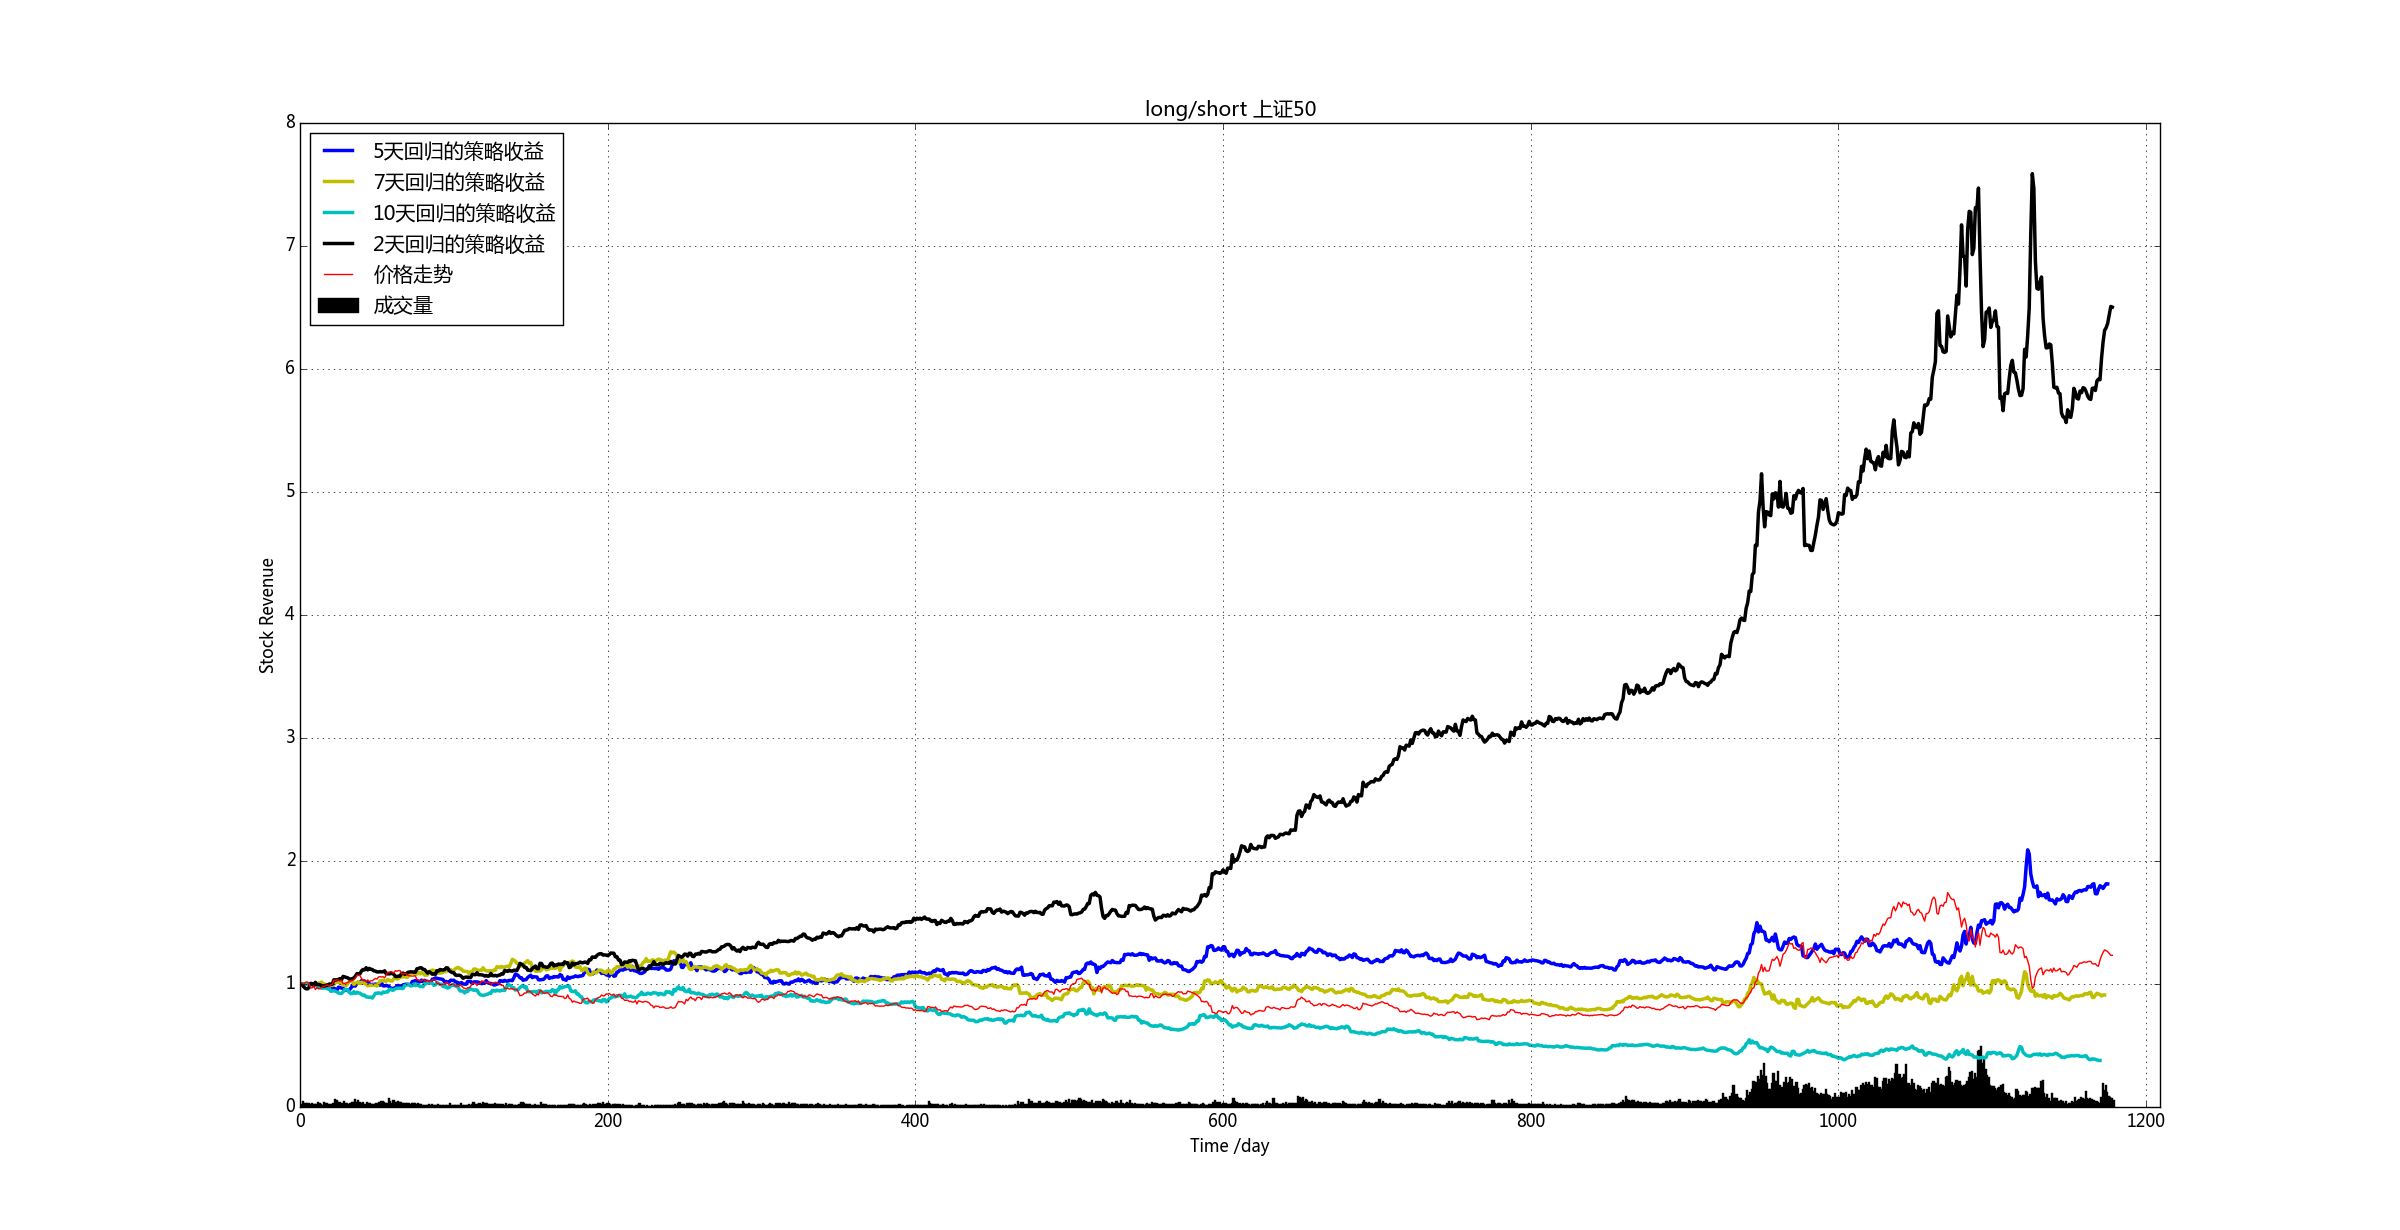 long/short 上证50
8
7
6
5
4
3
2
1
0
Stock Revenue
5天回归的策略收益
7天回归的策略收益
10天回归的策略收益
2天回归的策略收益
价格走势
成交量
0 200 400 600 800 1000 1200
Time /day